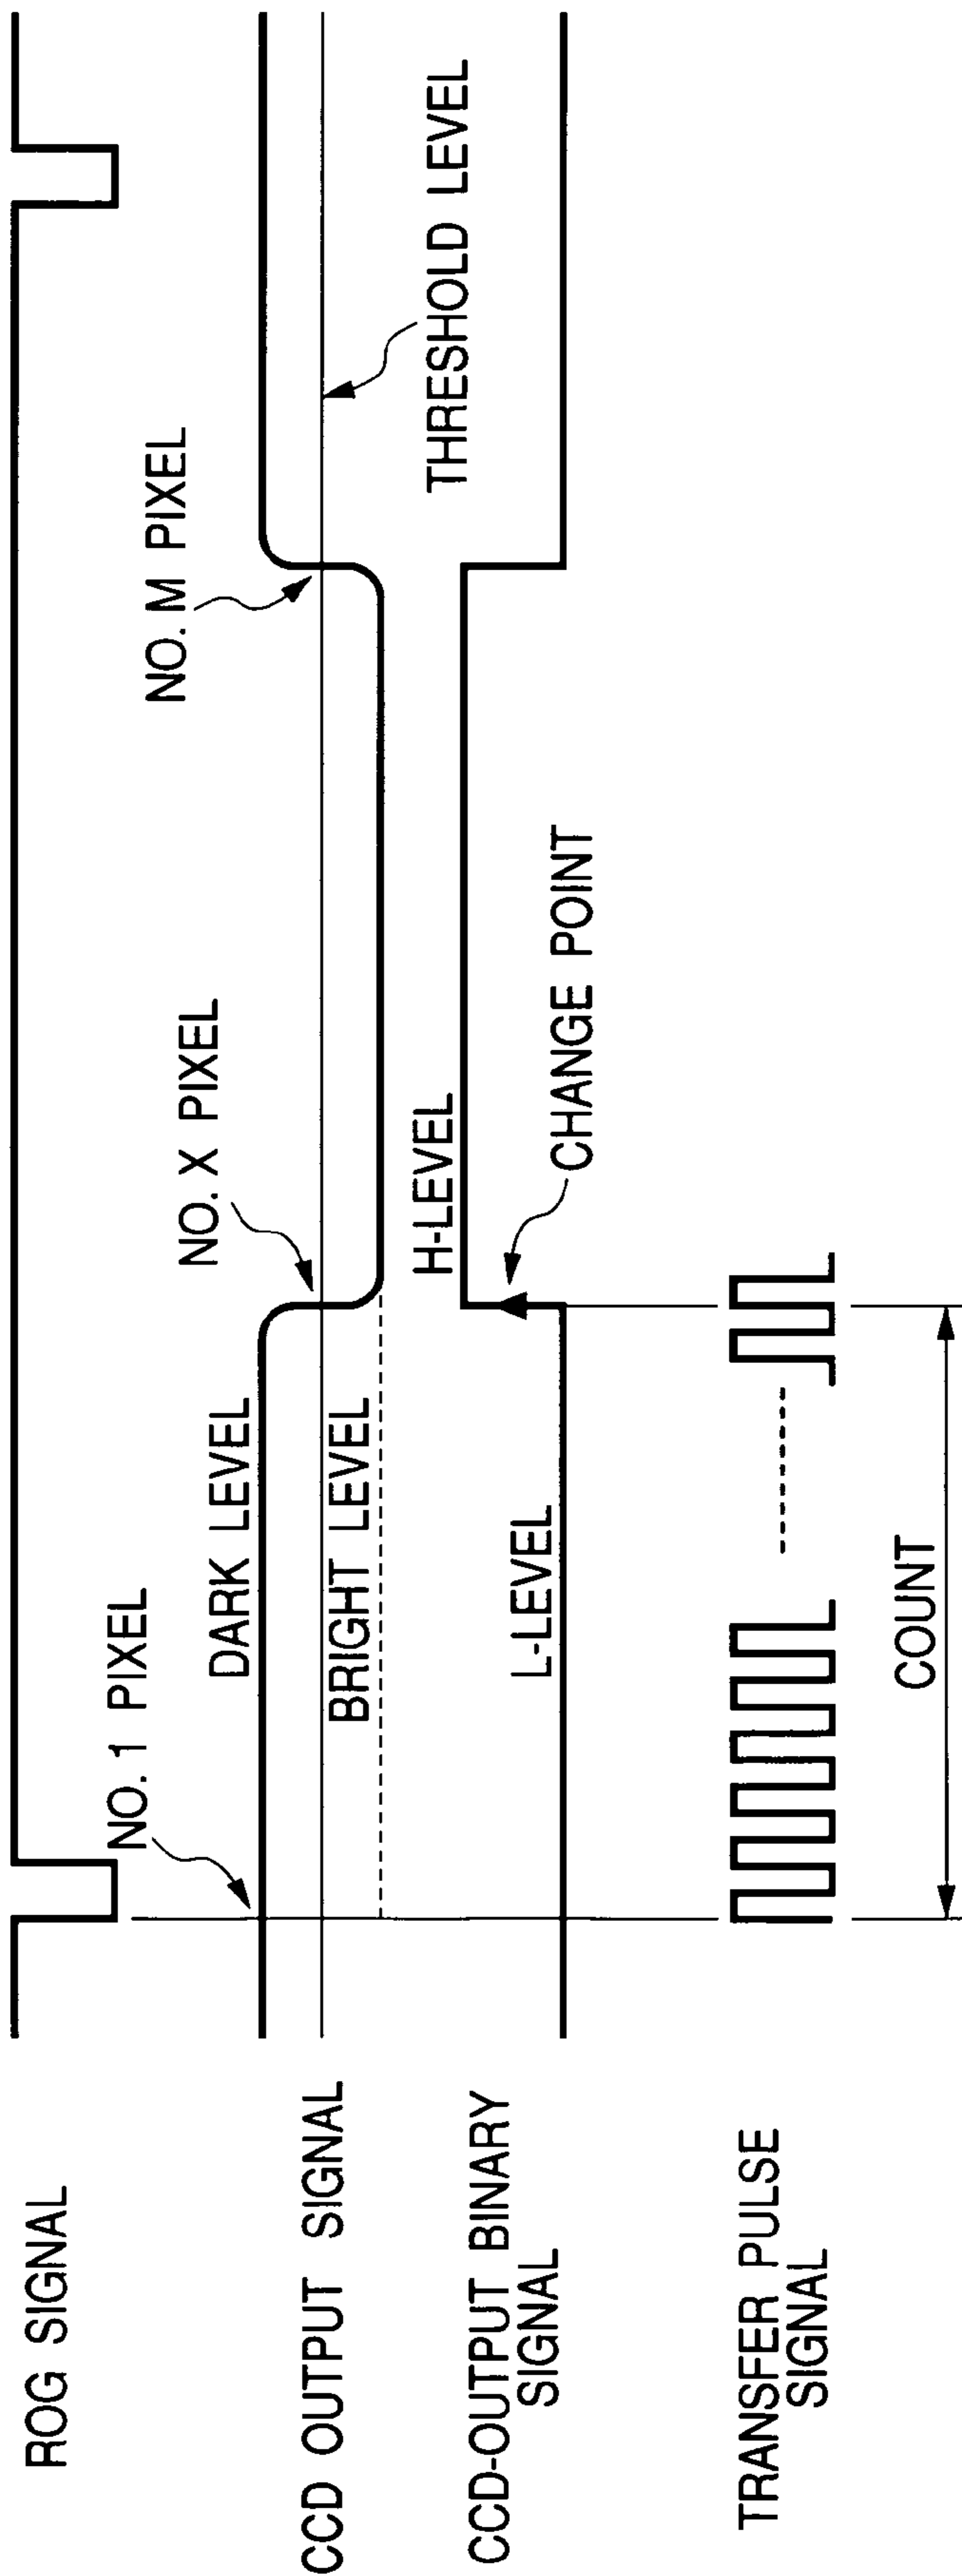 ROG SIGNAL
NO. 1 PIXEL
NO. X PIXEL
NO. M PIXEL
CCD OUTPUT SIGNAL
DARK LEVEL
BRIGHT LEVEL
THRESHOLD LEVEL
CCD-OUTPUT BINARY
SIGNAL
L-LEVEL
H-LEVEL
CHANGE POINT
TRANSFER PULSE
SIGNAL
COUNT